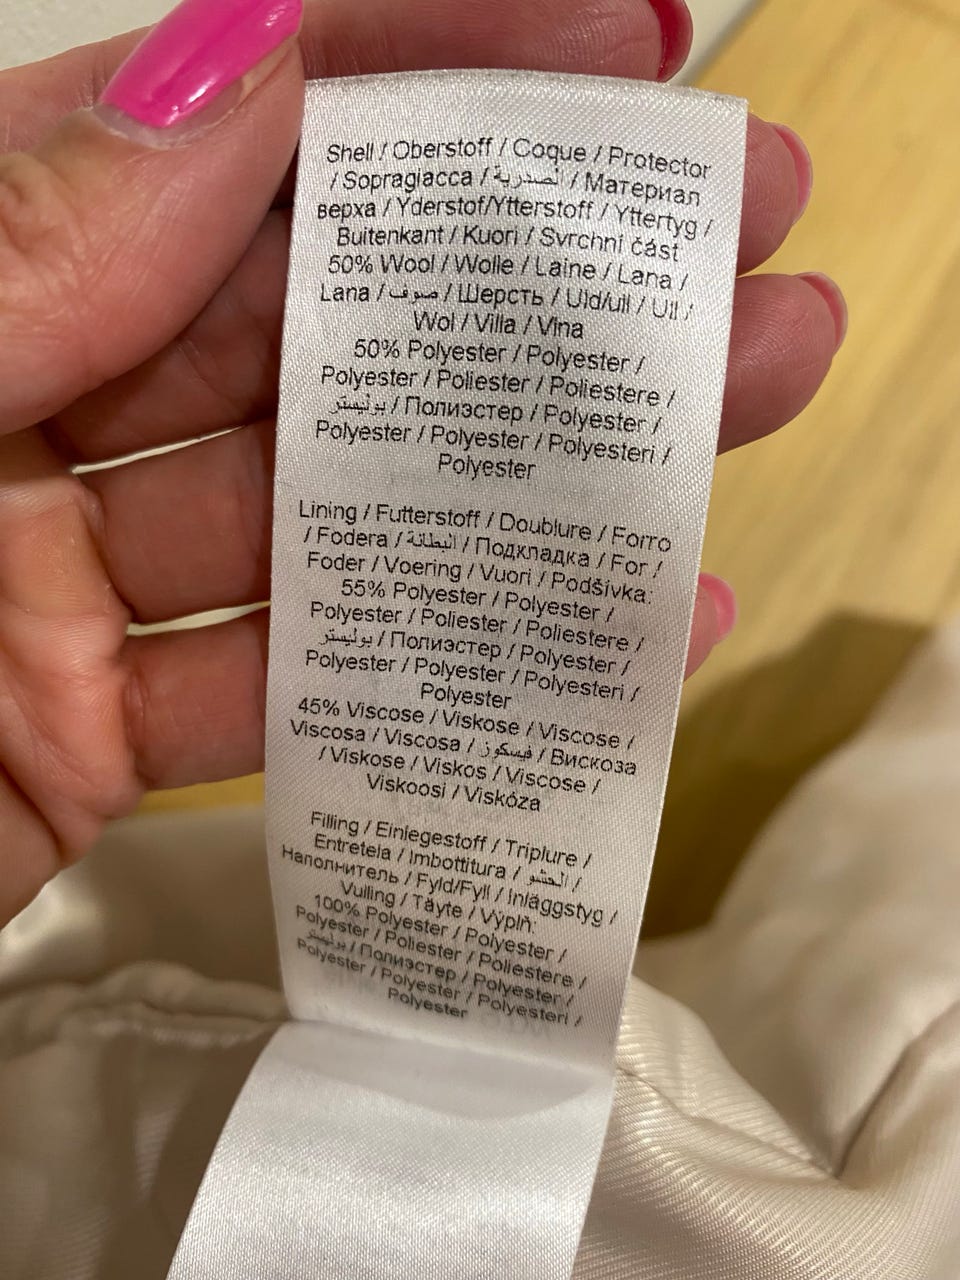 Shell / Oberstoff / Coque / Protector
/ Sopragiacca / الصدرية / Материал
верха / Yderstof/Ytterstoff / Yttertyg /
Buitenkant / Kuori / Svrchní část
50% Wool / Wolle / Laine / Lana /
Lana / صوف / Шерсть / Uld/ull / Ull /
Wol / Villa / Vlna
50% Polyester / Polyester /
Polyester / Poliester / Poliestere /
بوليستر / Полиэстер / Polyester /
Polyester / Polyester / Polyesteri /
Polyester
Lining / Futterstoff / Doublure / Forro
/ Fodera / البطانة / Подкладка / For /
Foder / Voering / Vuori / Podšívka:
55% Polyester / Polyester /
Polyester / Poliester / Poliestere /
بوليستر / Полиэстер / Polyester /
Polyester / Polyester / Polyesteri /
Polyester
45% Viscose / Viskose / Viscose /
Viscosa / Viscosa / فيسكوز / Вискоза
/ Viskose / Viskos / Viscose /
Viskoosi / Viskóza
Filling / Einlegestoff / Triplure /
Entretela / Imbottitura / الحشو /
Наполнитель / Fyld/Fyll / Inläggstyg /
Vulling / Täyte / Výplň:
100% Polyester / Polyester /
Polyester / Poliester / Poliestere /
بوليستر / Полиэстер / Polyester /
Polyester / Polyester / Polyesteri /
Polyester